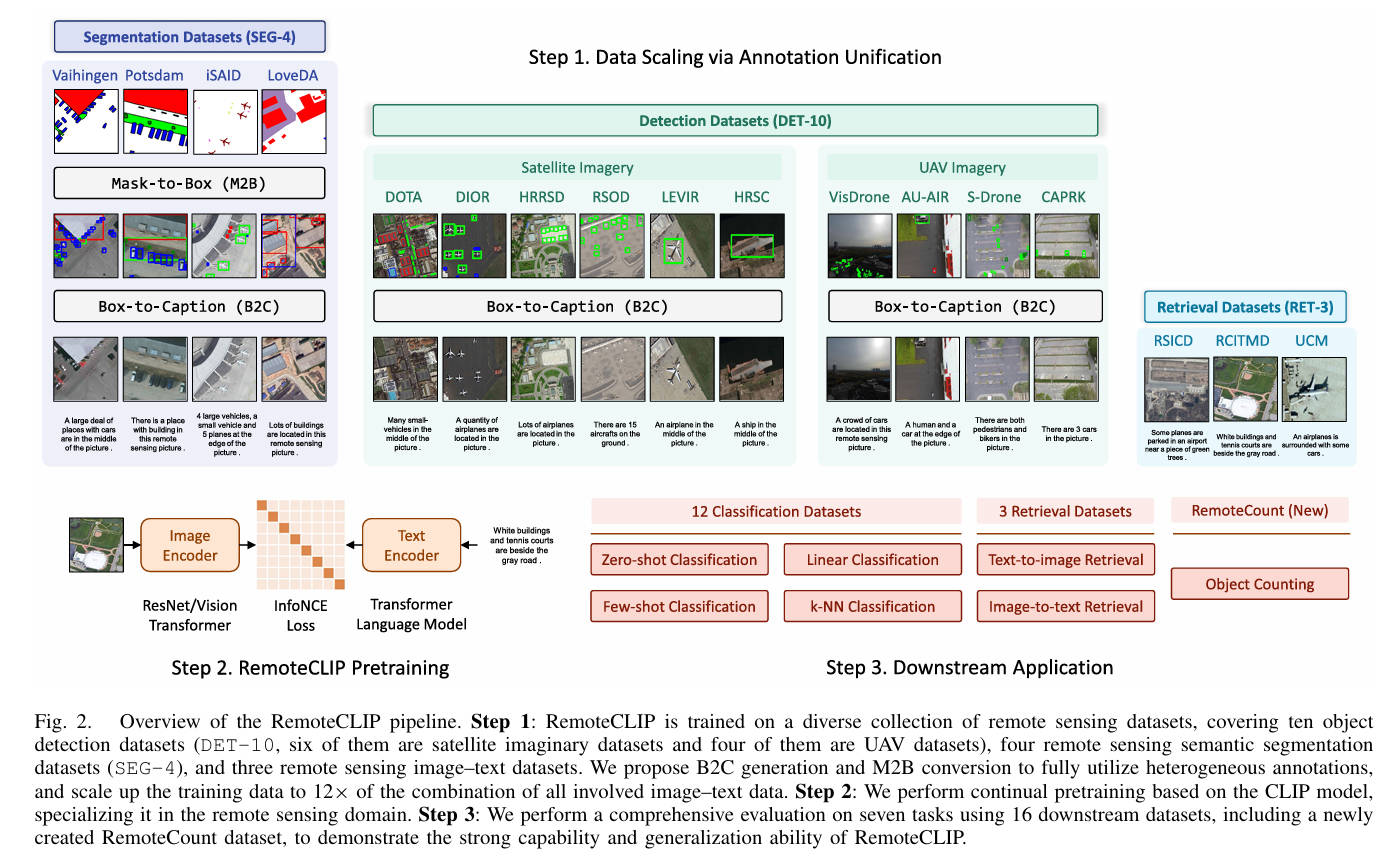 Segmentation Datasets (SEG-4)
Vaihingen Potsdam iSAID LoveDA
Mask-to-Box (M2B)
Box-to-Caption (B2C)
A large deal of
places with cars
are in the middle
of the picture .
There is a place
with building in
this remote
sensing picture.
4 large vehicles, a
small vehicle and
5 planes at the
edge of the
picture .
Lots of buildings
are located in this
remote sensing
picture .
Step 1. Data Scaling via Annotation Unification
Detection Datasets (DET-10)
Satellite Imagery
DOTA DIOR HRRSD RSOD LEVIR HRSC
Box-to-Caption (B2C)
Many small-
vehicles in the
middle of the
picture .
A quantity of
airplanes are
located in the
picture .
Lots of airplanes
are located in the
picture .
There are 15
aircrafts on the
ground .
An airplane in the
middle of the
picture .
A ship in the
middle of the
picture .
UAV Imagery
VisDrone AU-AIR S-Drone CAPRK
Box-to-Caption (B2C)
A crowd of cars
are located in this
remote sensing
picture .
A human and a
car at the edge of
the picture .
There are both
pedestrians and
bikers in the
picture .
There are 3 cars
in the picture .
Retrieval Datasets (RET-3)
RSICD RCITMD UCM
Some planes are
parked in an airport
near a piece of green
trees .
White buildings and
tennis courts are
beside the gray road .
An airplanes is
surrounded with some
cars .
Image
Encoder
Text
Encoder
White buildings
and tennis courts
are beside the
gray road .
ResNet/Vision
Transformer
InfoNCE
Loss
Transformer
Language Model
Step 2. RemoteCLIP Pretraining
12 Classification Datasets
Zero-shot Classification
Linear Classification
Few-shot Classification
k-NN Classification
3 Retrieval Datasets
Text-to-image Retrieval
Image-to-text Retrieval
RemoteCount (New)
Object Counting
Step 3. Downstream Application
Fig. 2. Overview of the RemoteCLIP pipeline. Step 1: RemoteCLIP is trained on a diverse collection of remote sensing datasets, covering ten object
detection datasets (DET-10, six of them are satellite imaginary datasets and four of them are UAV datasets), four remote sensing semantic segmentation
datasets (SEG-4), and three remote sensing image–text datasets. We propose B2C generation and M2B conversion to fully utilize heterogeneous annotations,
and scale up the training data to 12× of the combination of all involved image–text data. Step 2: We perform continual pretraining based on the CLIP model,
specializing it in the remote sensing domain. Step 3: We perform a comprehensive evaluation on seven tasks using 16 downstream datasets, including a newly
created RemoteCount dataset, to demonstrate the strong capability and generalization ability of RemoteCLIP.